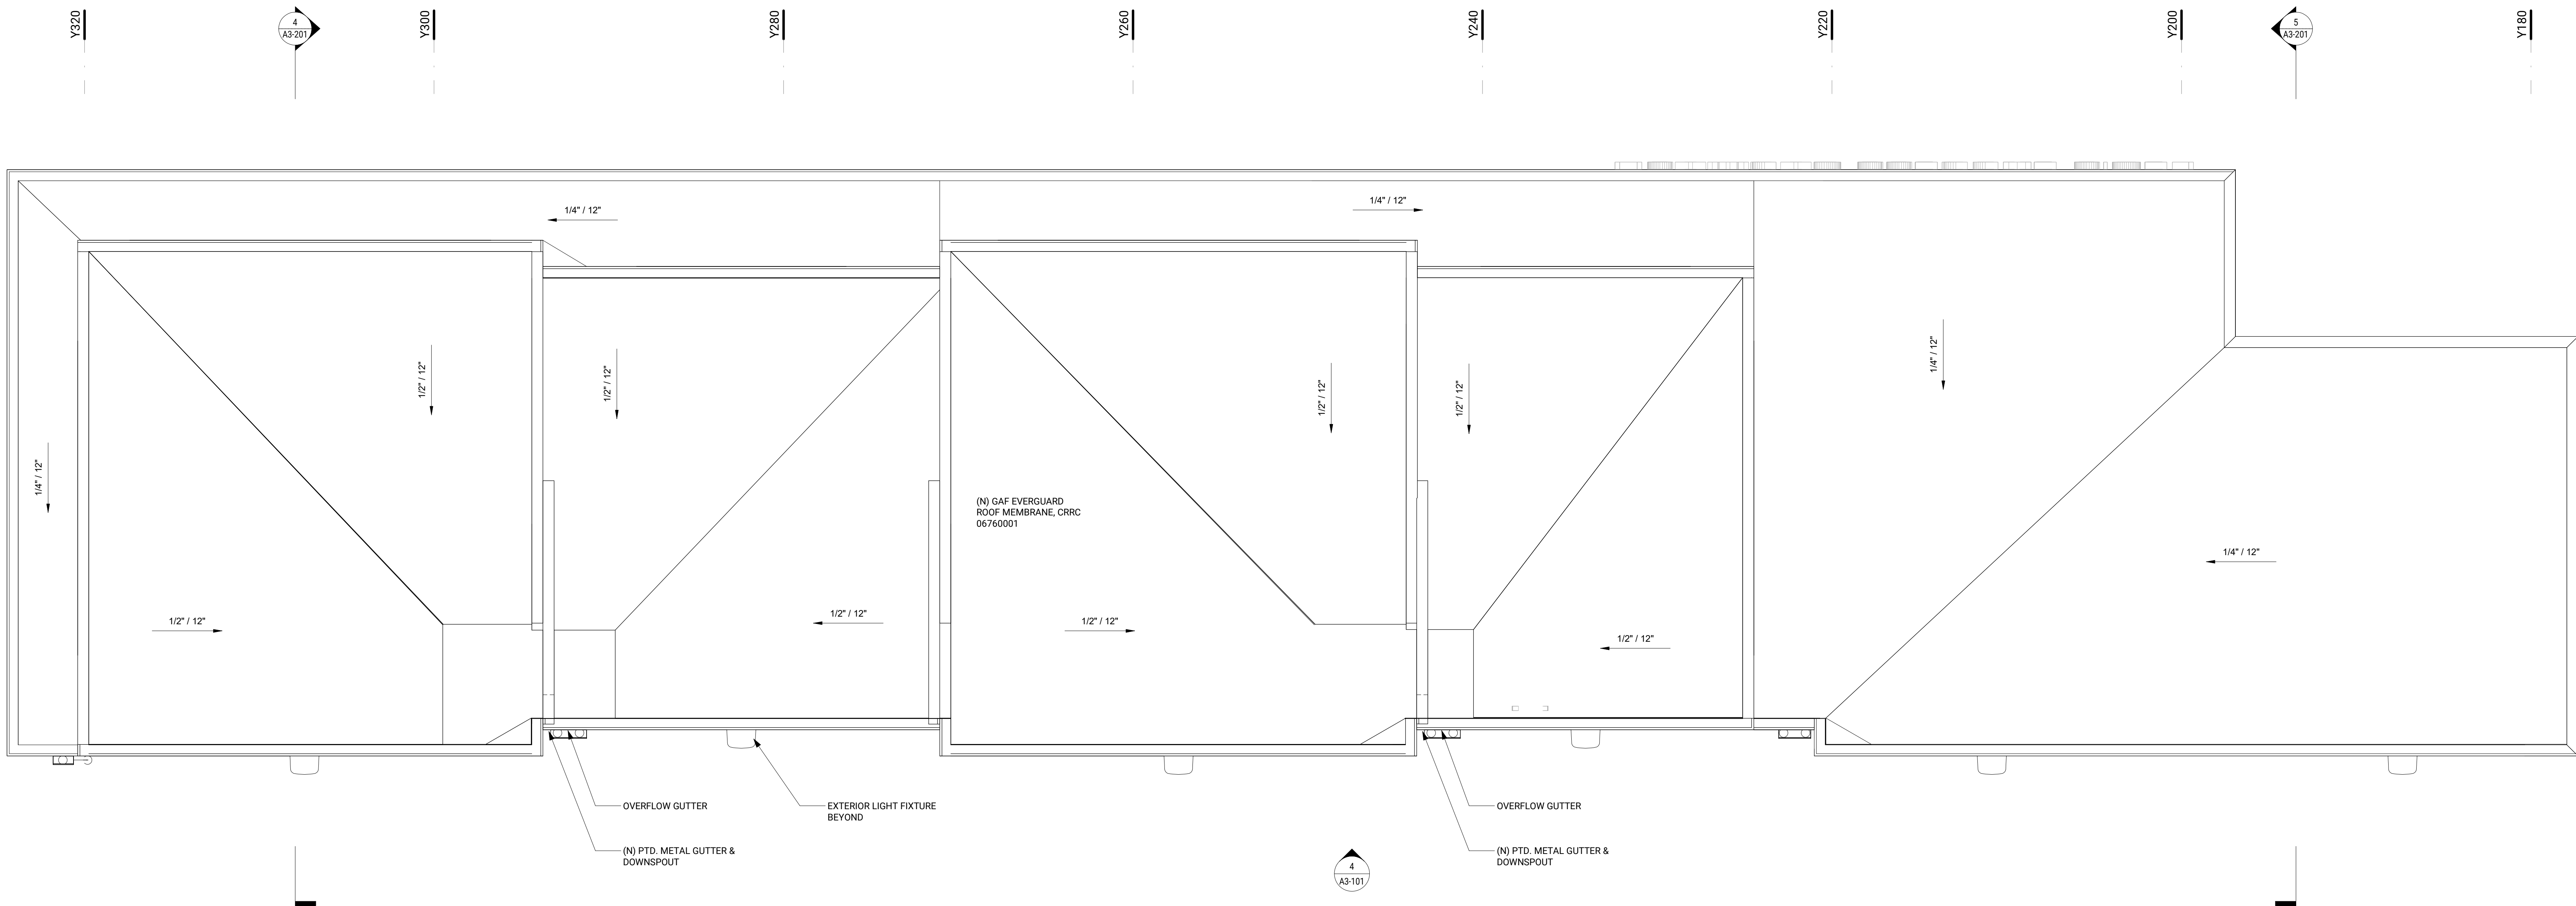 Y320
4
A3-201
Y300
Y280
Y260
Y240
Y220
Y200
5
A3-201
Y180
1/4" / 12"
1/4" / 12"
1/2" / 12"
1/2" / 12"
1/2" / 12"
1/2" / 12"
1/4" / 12"
1/4" / 12"
(N) GAF EVERGUARD
ROOF MEMBRANE, CRRC
06760001
1/4" / 12"
1/2" / 12"
1/2" / 12"
1/2" / 12"
1/2" / 12"
OVERFLOW GUTTER
EXTERIOR LIGHT FIXTURE
BEYOND
(N) PTD. METAL GUTTER &
DOWNSPOUT
OVERFLOW GUTTER
(N) PTD. METAL GUTTER &
DOWNSPOUT
4
A3-101